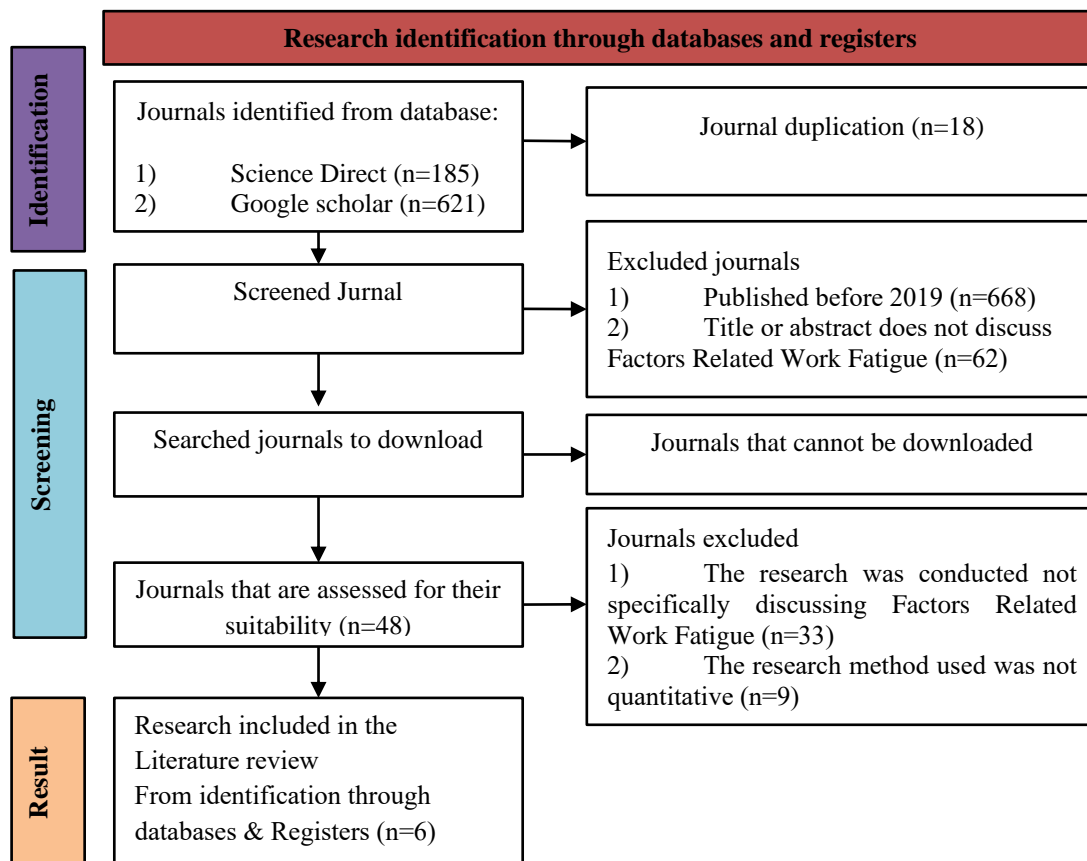 Research identification through databases and registers
Identification
Journals identified from database:
1) Science Direct (n=185)
2) Google scholar (n=621)
Journal duplication (n=18)
Screening
Screened Jurnal
Excluded journals
1) Published before 2019 (n=668)
2) Title or abstract does not discuss
Factors Related Work Fatigue (n=62)
Searched journals to download
Journals that cannot be downloaded
Journals that are assessed for their
suitability (n=48)
Journals excluded
1) The research was conducted not
specifically discussing Factors Related
Work Fatigue (n=33)
2) The research method used was not
quantitative (n=9)
Result
Research included in the
Literature review
From identification through
databases & Registers (n=6)